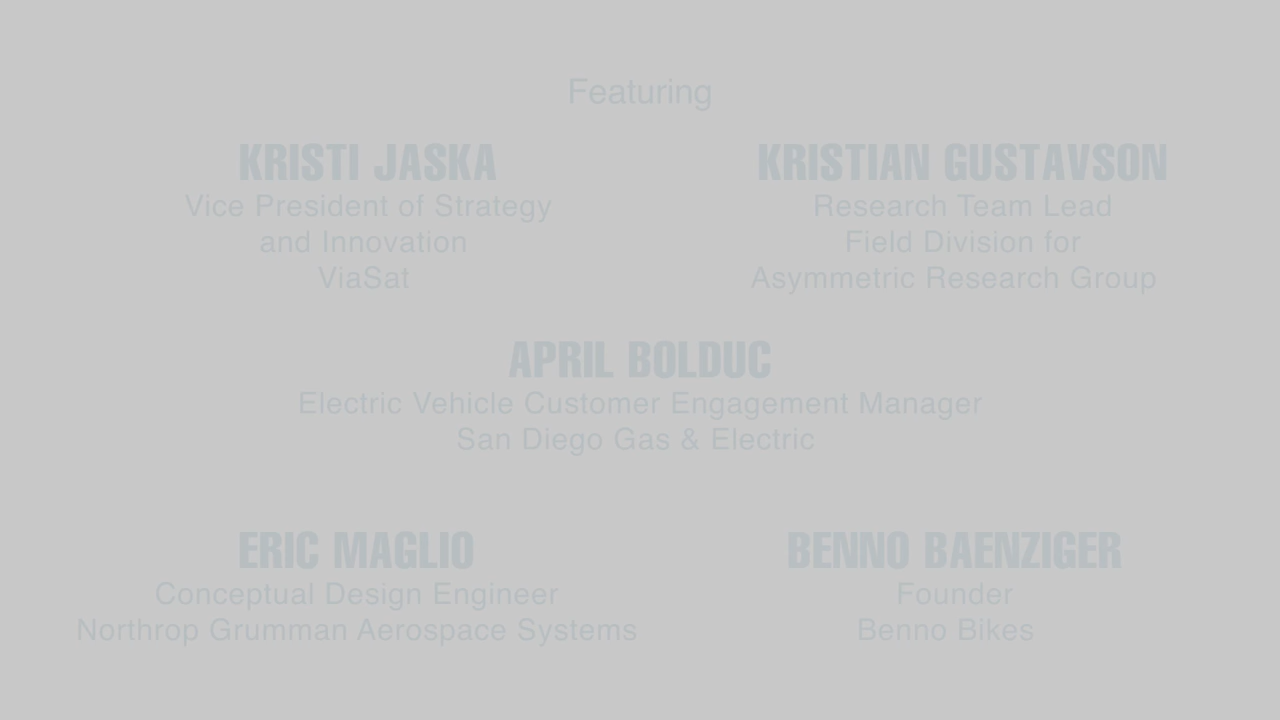 Featuring
KRISTI JASKA
Vice President of Strategy
and Innovation
ViaSat
KRISTIAN GUSTAVSON
Research Team Lead
Field Division for
Asymmetric Research Group
APRIL BOLDUC
Electric Vehicle Customer Engagement Manager
San Diego Gas & Electric
ERIC MAGLIO
Conceptual Design Engineer
Northrop Grumman Aerospace Systems
BENNO BAENZIGER
Founder
Benno Bikes